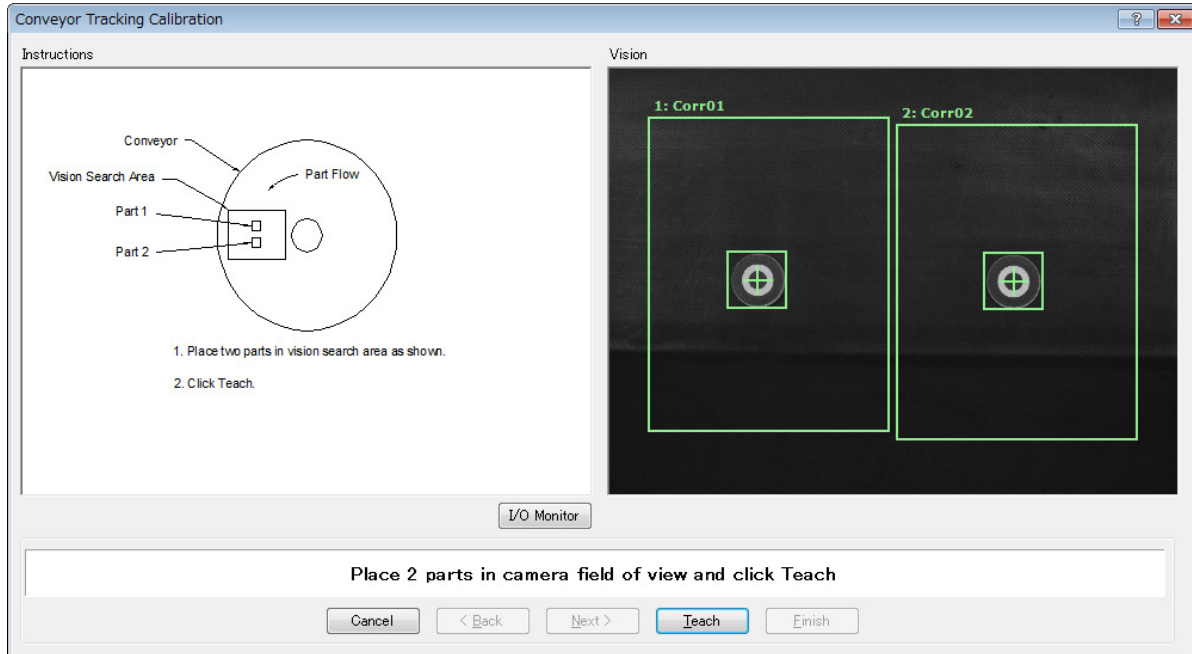 Conveyor Tracking Calibration
Instructions
Vision
Conveyor
Part Flow
Vision Search Area
Part 1
Part 2
1. Place two parts in vision search area as shown.
2. Click Teach.
1: Corr01
2: Corr02
I/O Monitor
Place 2 parts in camera field of view and click Teach
Cancel
< Back
Next >
Teach
Finish